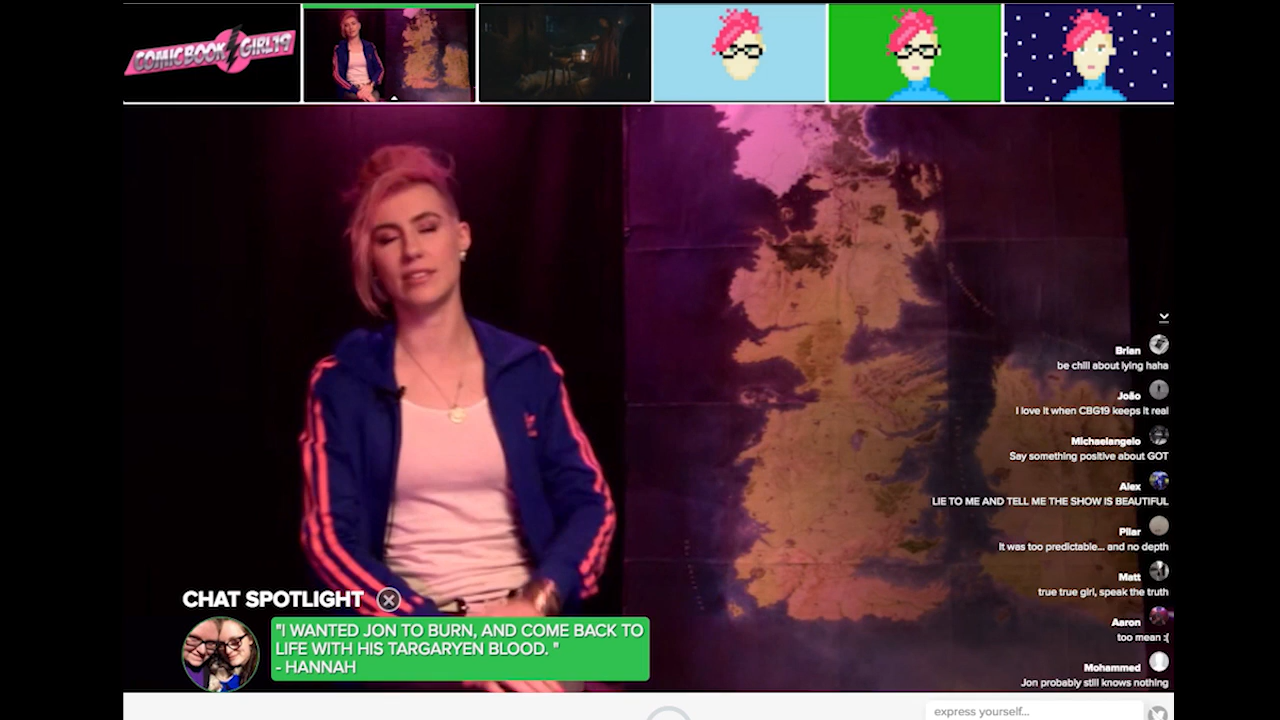 COMICBOOK GIRL19
Brian
be chill about lying haha
João
I love it when CBG19 keeps it real
Michaelangelo
Say something positive about GOT
Alex
LIE TO ME AND TELL ME THE SHOW IS BEAUTIFUL
Pilar
It was too predictable... and no depth
Matt
true true girl, speak the truth
Aaron
too mean :(
Mohammed
Jon probably still knows nothing
CHAT SPOTLIGHT
"I WANTED JON TO BURN, AND COME BACK TO
LIFE WITH HIS TARGARYEN BLOOD. "
- HANNAH
express yourself...